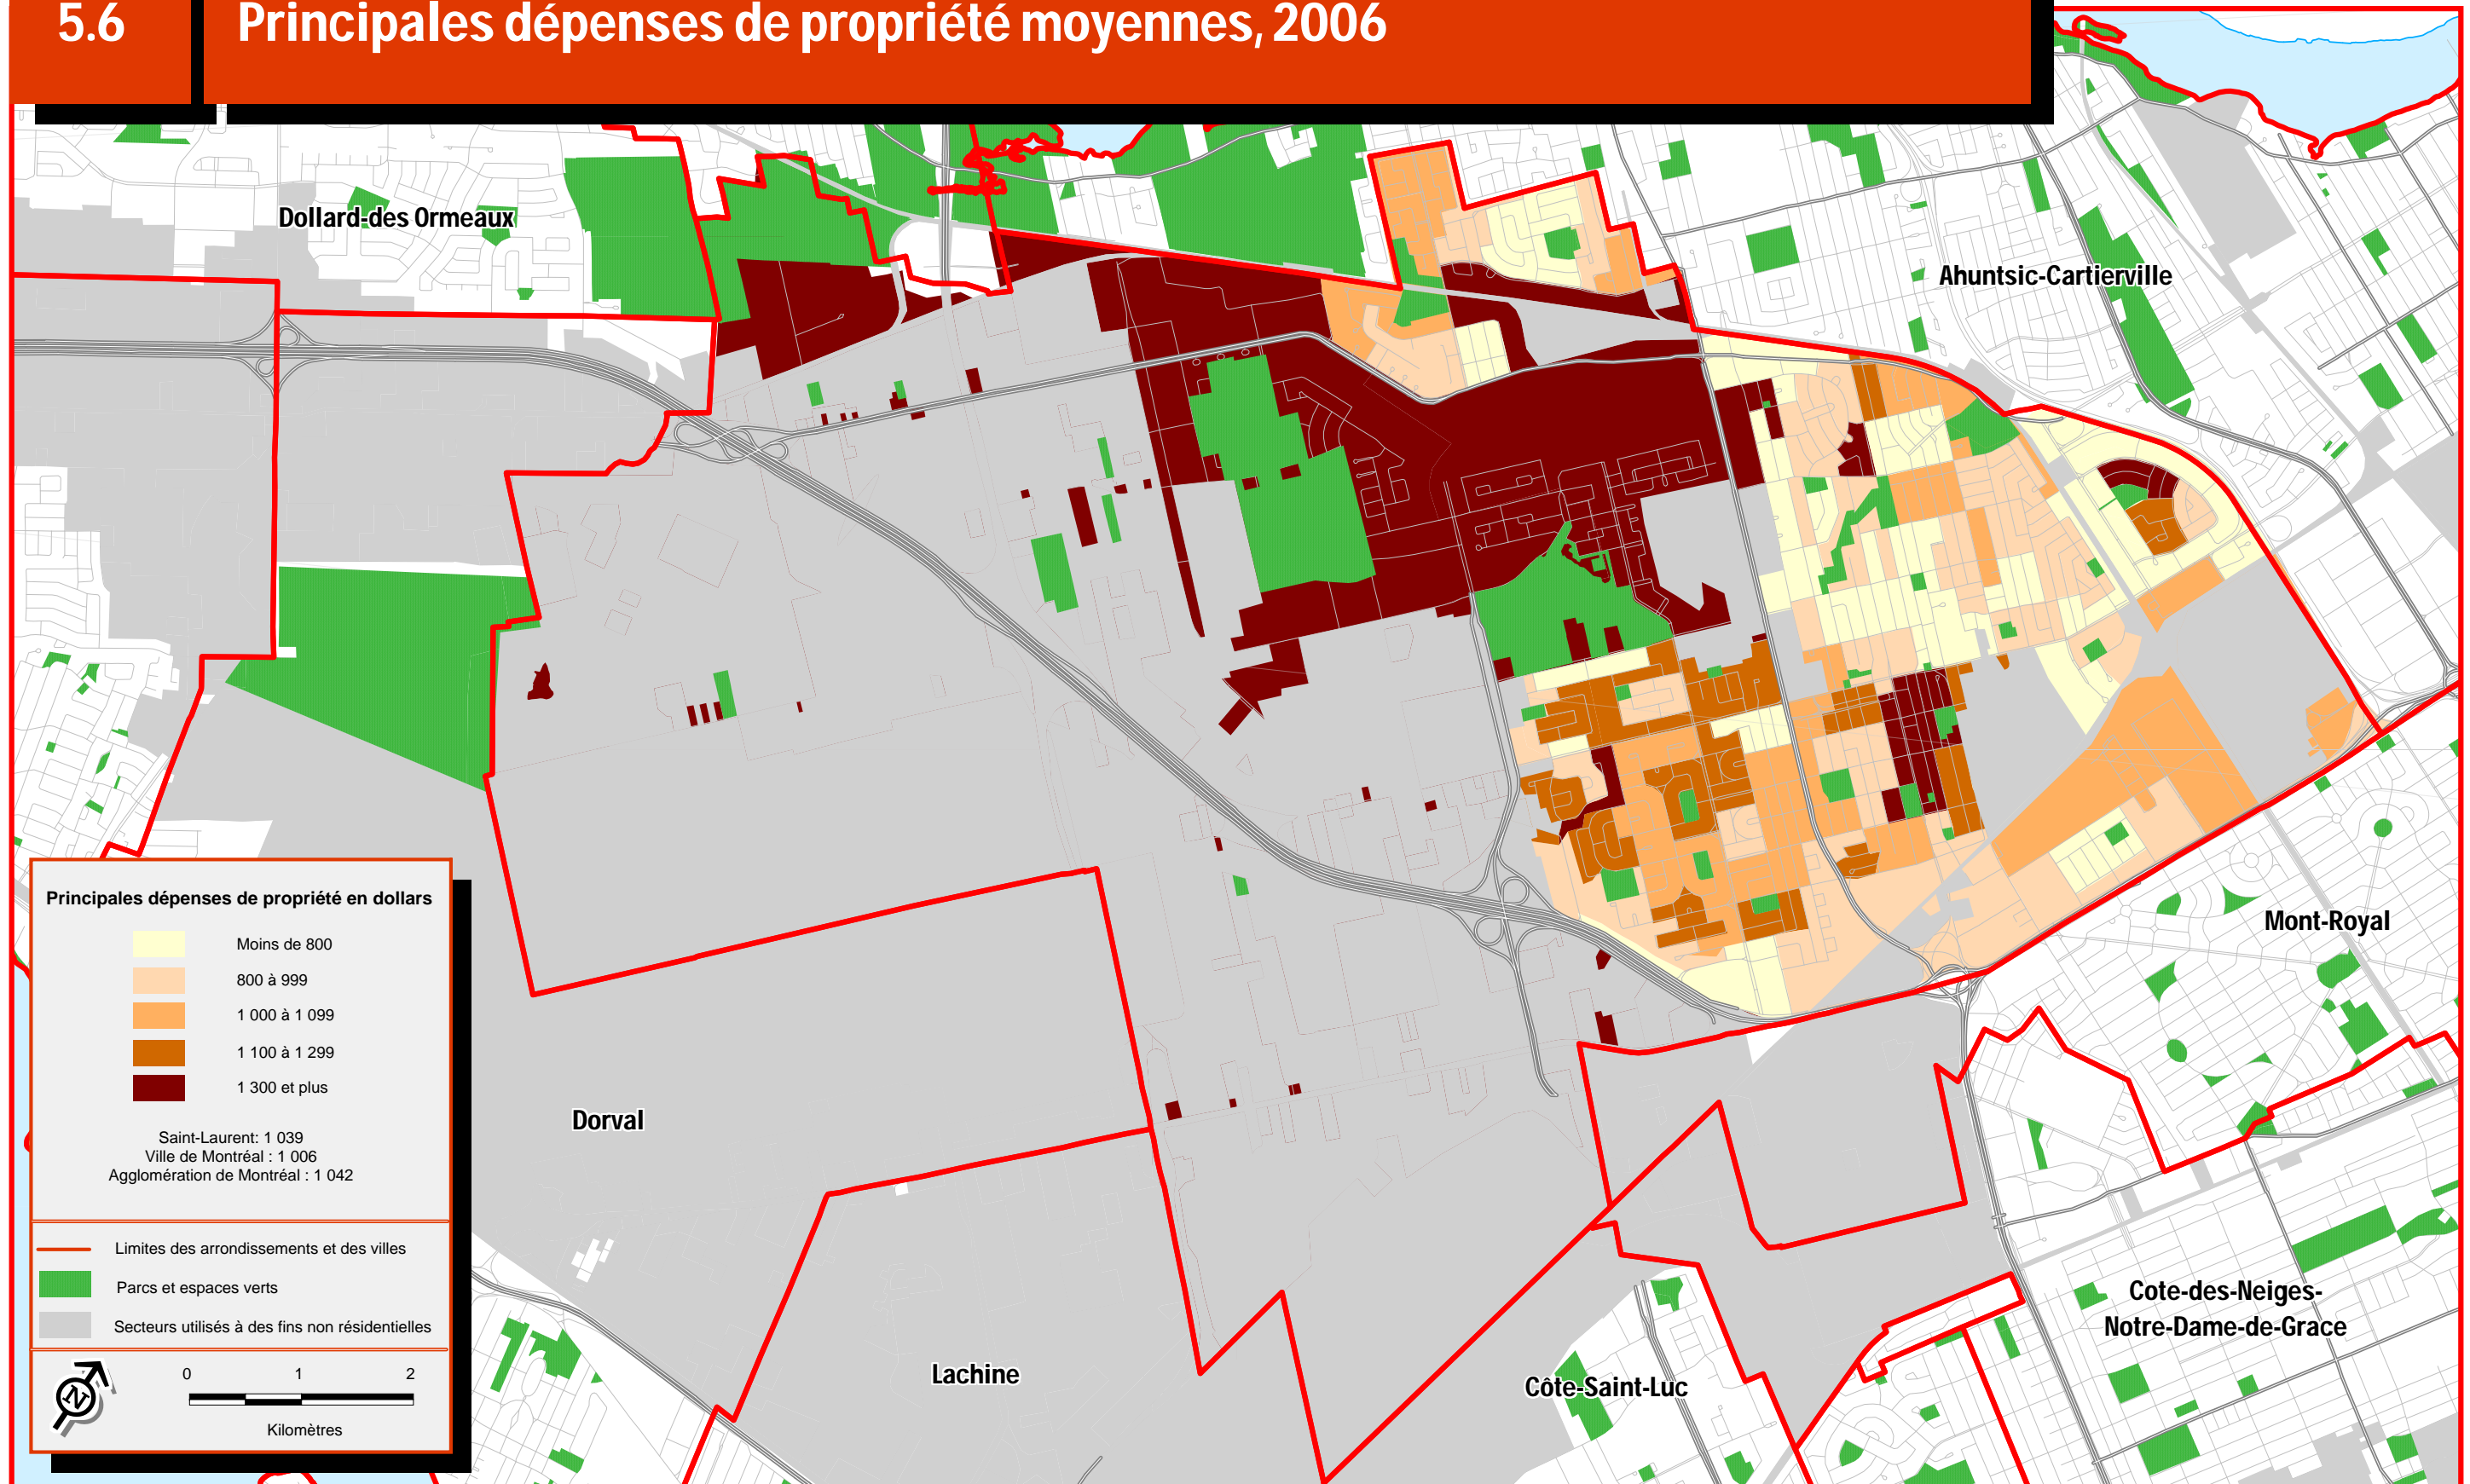 5.6
Principales dépenses de propriété moyennes, 2006
Dollard-des Ormeaux
Ahuntsic-Cartierville
Mont-Royal
Dorval
Lachine
Côte-Saint-Luc
Cote-des-Neiges-
Notre-Dame-de-Grace
Principales dépenses de propriété en dollars
Moins de 800
800 à 999
1 000 à 1 099
1 100 à 1 299
1 300 et plus
Saint-Laurent: 1 039
Ville de Montréal : 1 006
Agglomération de Montréal : 1 042
Limites des arrondissements et des villes
Parcs et espaces verts
Secteurs utilisés à des fins non résidentielles
N
0 1 2
Kilomètres